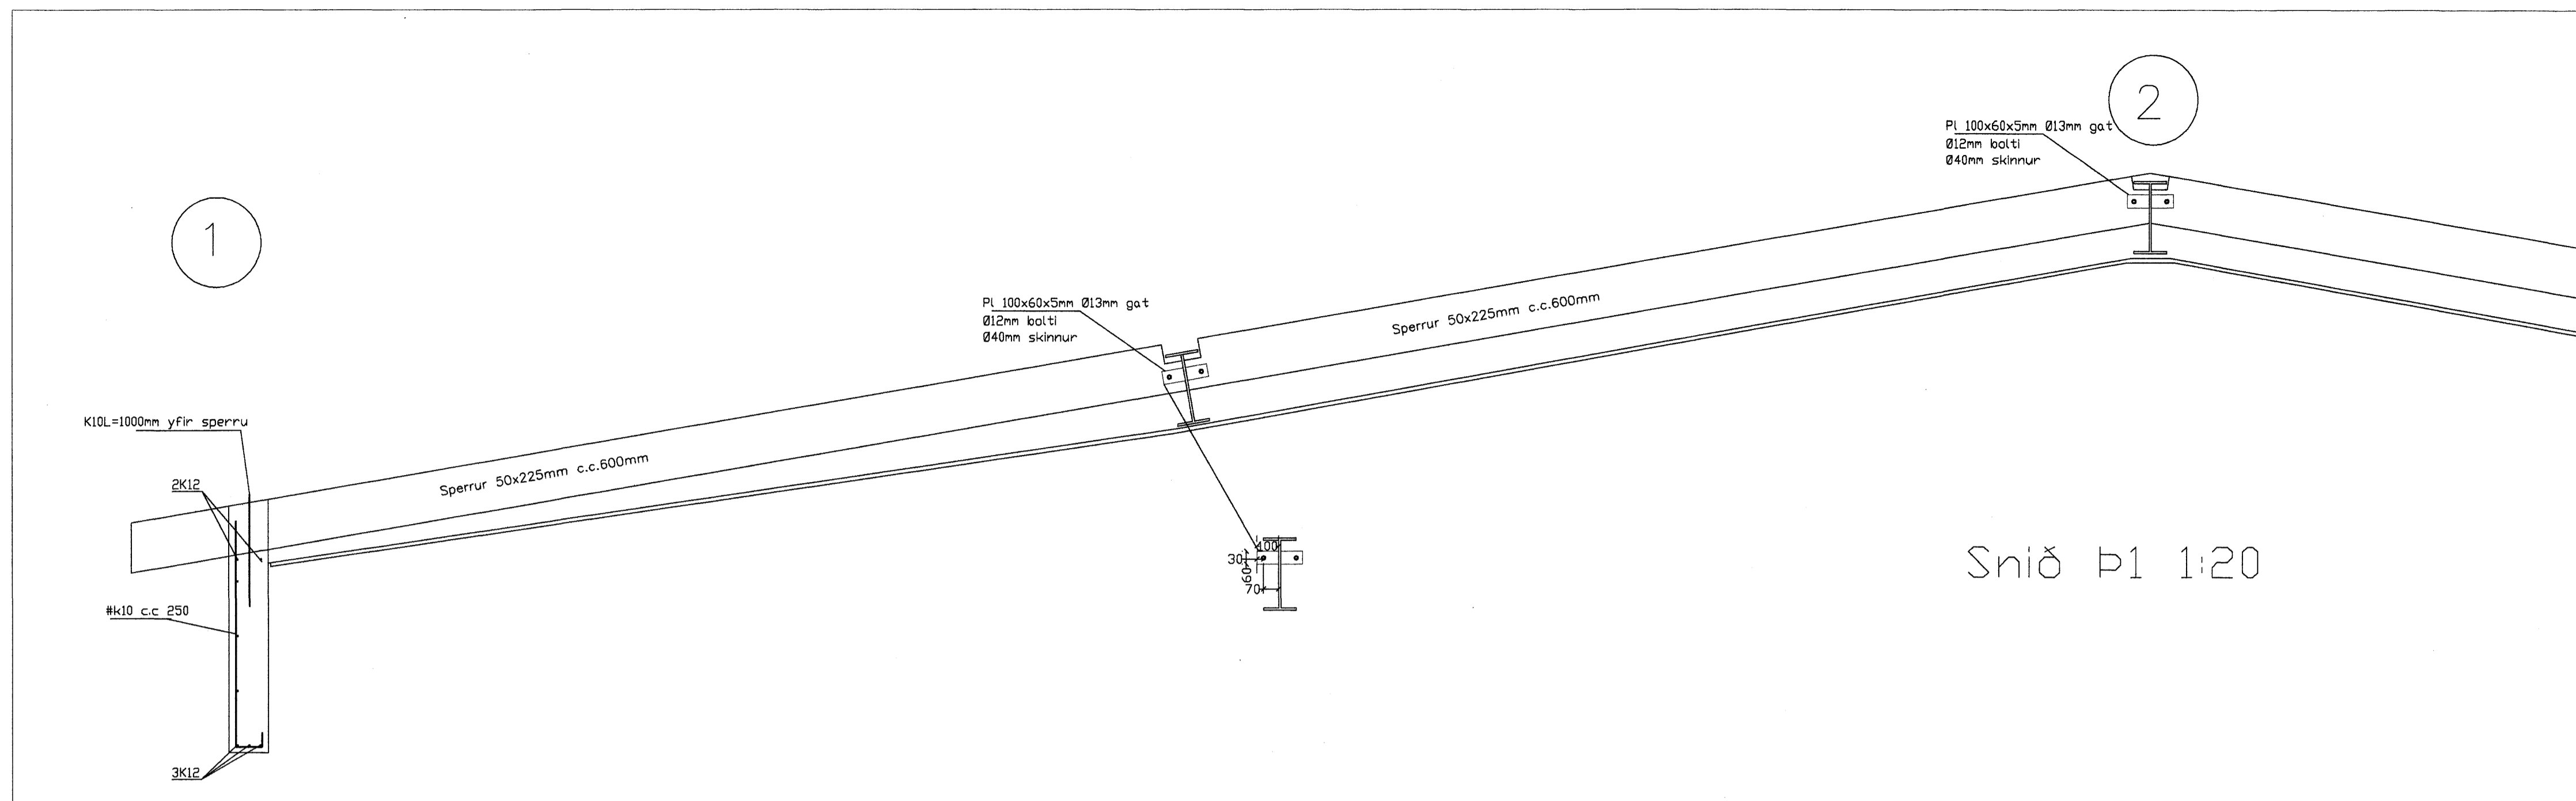 2
Pl 100x60x5mm Ø13mm gat
Ø12mm bolti
Ø40mm skinnur
1
Pl 100x60x5mm Ø13mm gat
Ø12mm bolti
Ø40mm skinnur
Sperrur 50x225mm c.c.600mm
K10L=1000mm yfir sperru
Sperrur 50x225mm c.c.600mm
2K12
100
30
60
70
Snið Þ1 1:20
#k10 c.c 250
3K12